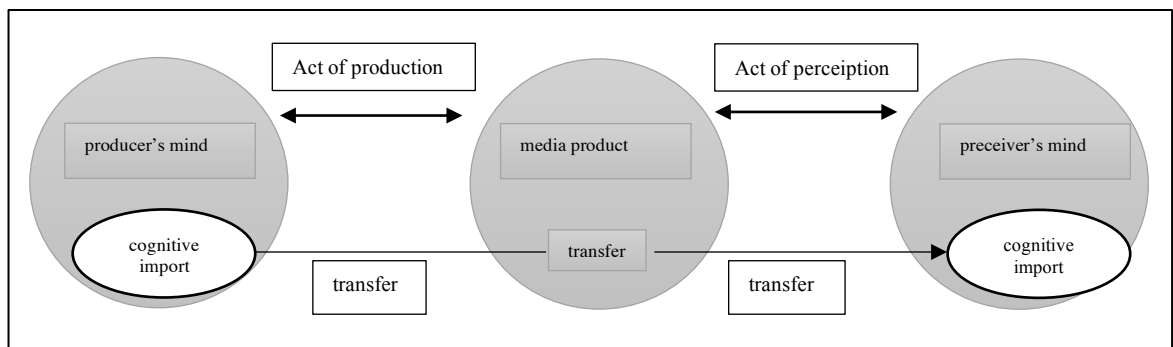 Act of production
Act of perceiption
producer's mind
media product
preceiver's mind
cognitive
import
transfer
cognitive
import
transfer
transfer